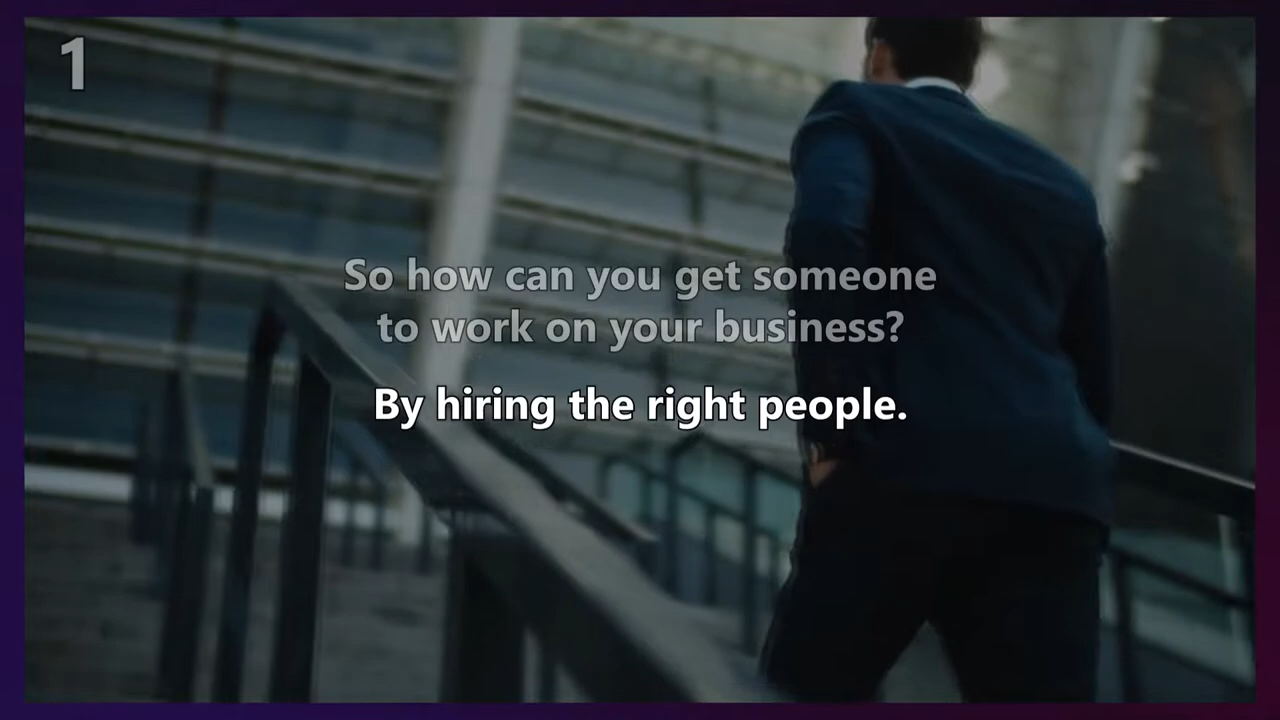 1
So how can you get someone
to work on your business?
By hiring the right people.